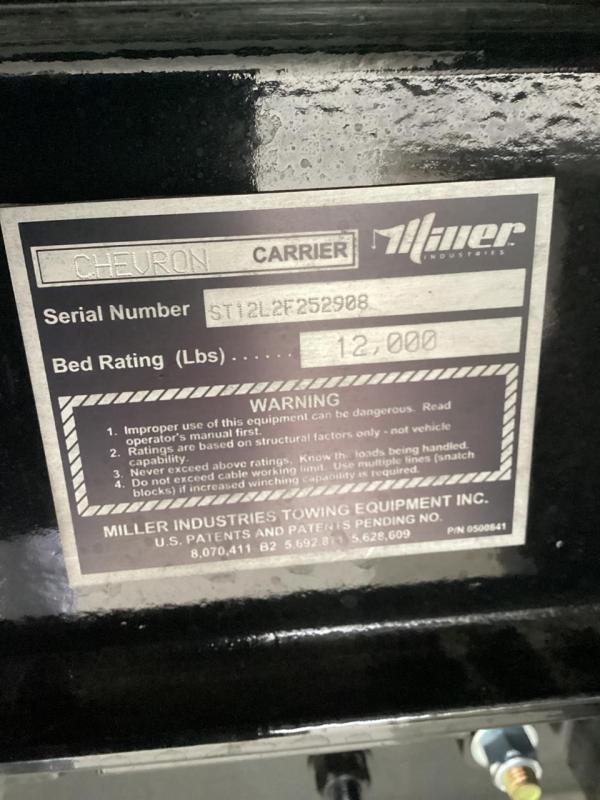 CHEVRON CARRIER
Miller
INDUSTRIES
Serial Number ST12L2F252908
Bed Rating (Lbs)...... 12,000
WARNING
1. Improper use of this equipment can be dangerous. Read
operator's manual first.
2. Ratings are based on structural factors only - not vehicle
capability.
3. Never exceed above ratings. Know the loads being handled.
4. Do not exceed cable working limit. Use multiple lines (snatch
blocks) if increased winching capability is required.
MILLER INDUSTRIES TOWING EQUIPMENT INC.
U.S. PATENTS AND PATENTS PENDING NO.
8,070,411 B2 5,692,871 5,628,609
P/N 0500841